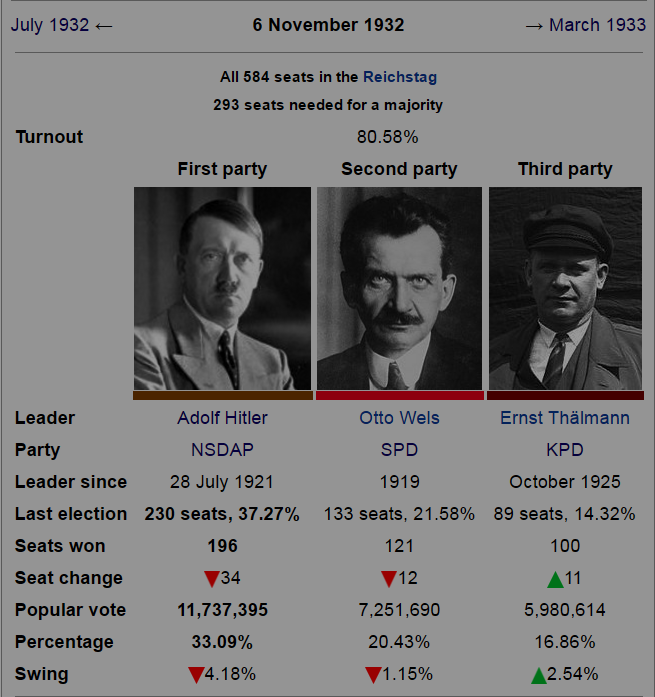 July 1932 ← 6 November 1932 → March 1933
All 584 seats in the Reichstag
293 seats needed for a majority
Turnout 80.58%
First party Second party Third party
Leader Adolf Hitler Otto Wels Ernst Thälmann
Party NSDAP SPD KPD
Leader since 28 July 1921 1919 October 1925
Last election 230 seats, 37.27% 133 seats, 21.58% 89 seats, 14.32%
Seats won 196 121 100
Seat change ▼34 ▼12 ▲11
Popular vote 11,737,395 7,251,690 5,980,614
Percentage 33.09% 20.43% 16.86%
Swing ▼4.18% ▼1.15% ▲2.54%